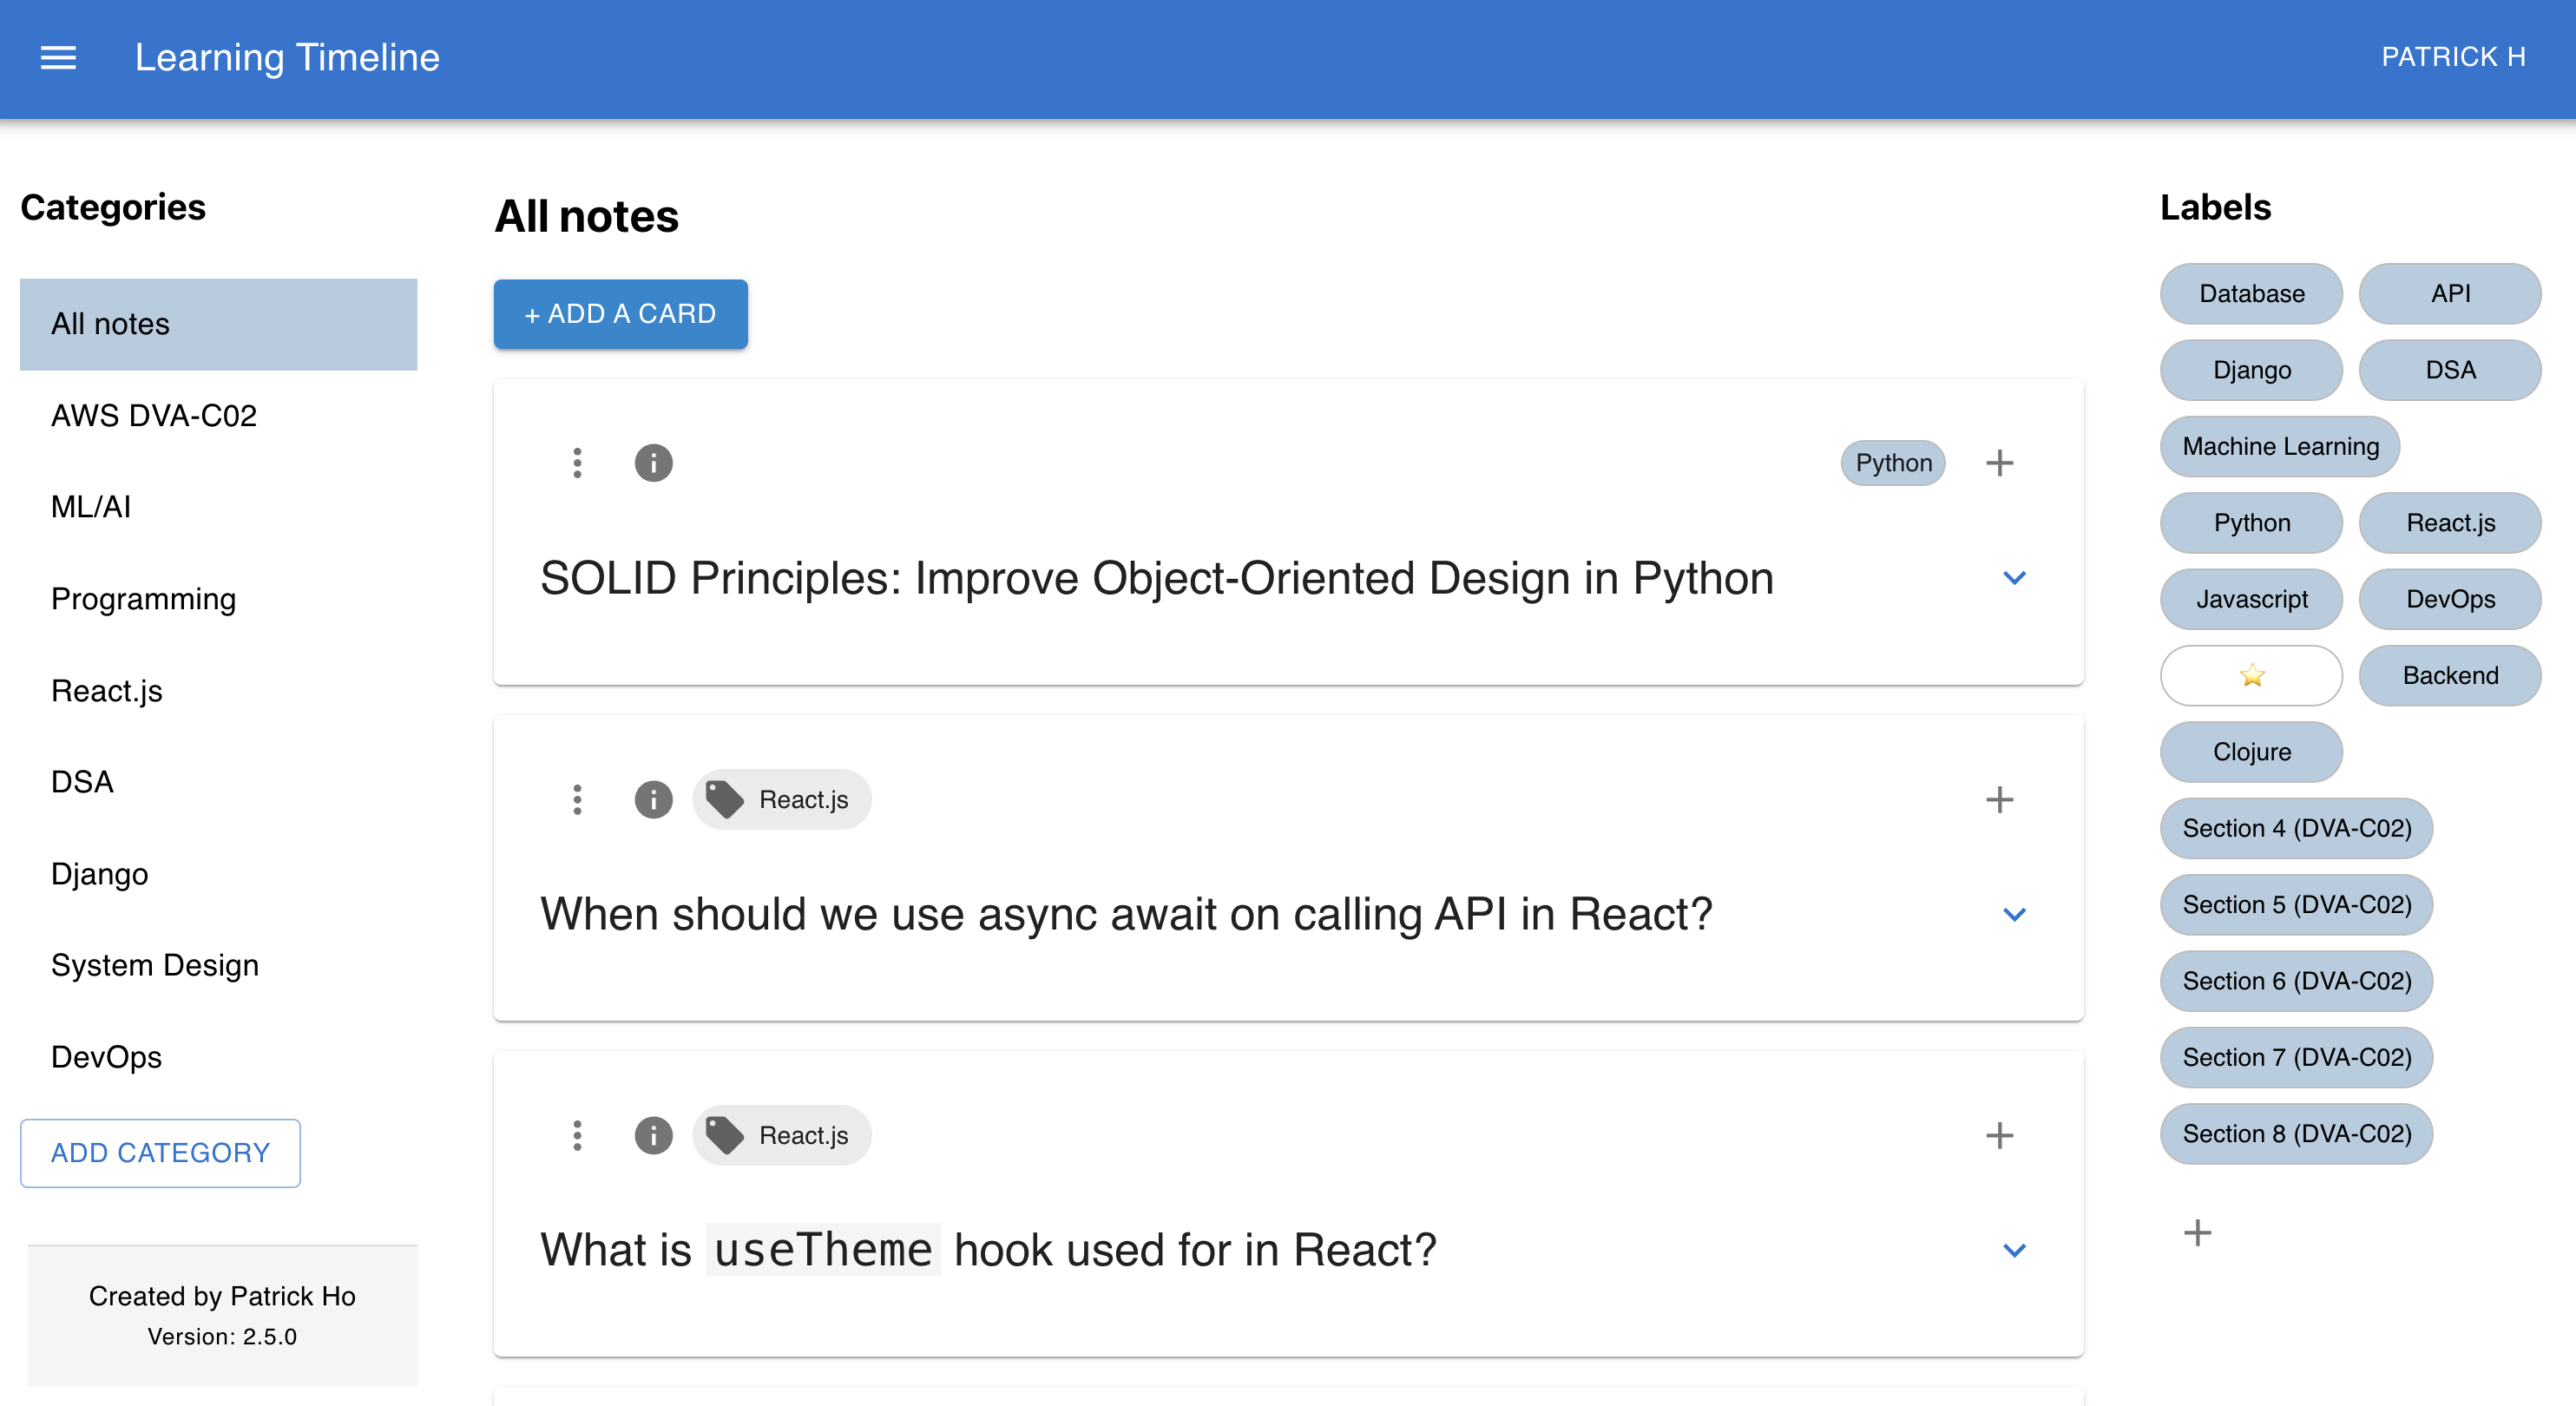 Learning Timeline
PATRICK H
Categories
All notes
AWS DVA-C02
ML/AI
Programming
React.js
DSA
Django
System Design
DevOps
ADD CATEGORY
Created by Patrick Ho
Version: 2.5.0
All notes
+ ADD A CARD
Python
SOLID Principles: Improve Object-Oriented Design in Python
React.js
When should we use async await on calling API in React?
React.js
What is useTheme hook used for in React?
Labels
Database API
Django DSA
Machine Learning
Python React.js
Javascript DevOps
⭐ Backend
Clojure
Section 4 (DVA-C02)
Section 5 (DVA-C02)
Section 6 (DVA-C02)
Section 7 (DVA-C02)
Section 8 (DVA-C02)
+